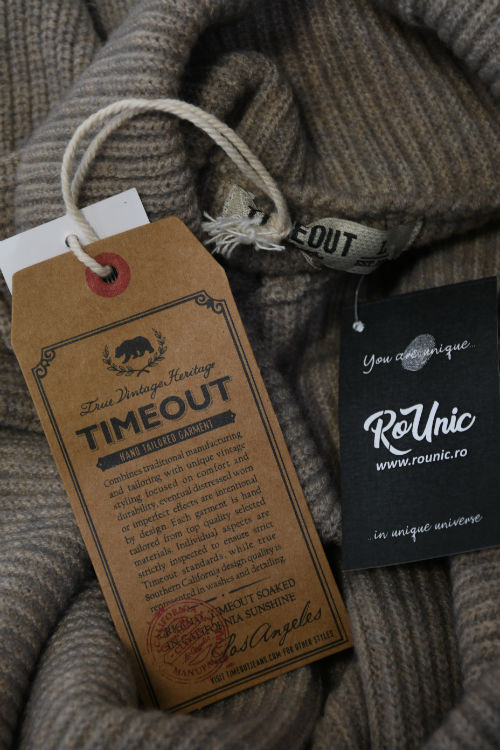 TIMEOUT
True Vintage Heritage
TIMEOUT
HAND TAILORED GARMENT
Combines traditional manufacturing
and tailoring with unique vintage
styling focused on comfort and
durability, eventual distressed worn
or imperfect effects are intentional
by design. Each garment is hand
tailored from top quality selected
materials. Individual aspects are
strictly inspected to ensure strict
Timeout standards, while true
Southern California design quality is
represented in washes and detailing.
ORIGINAL TIMEOUT SOAKED
IN CALIFORNIA SUNSHINE
Los Angeles
VISIT TIMEOUTJEANS.COM FOR OTHER STYLES
You are unique...
RoUnic
www.rounic.ro
...in unique universe